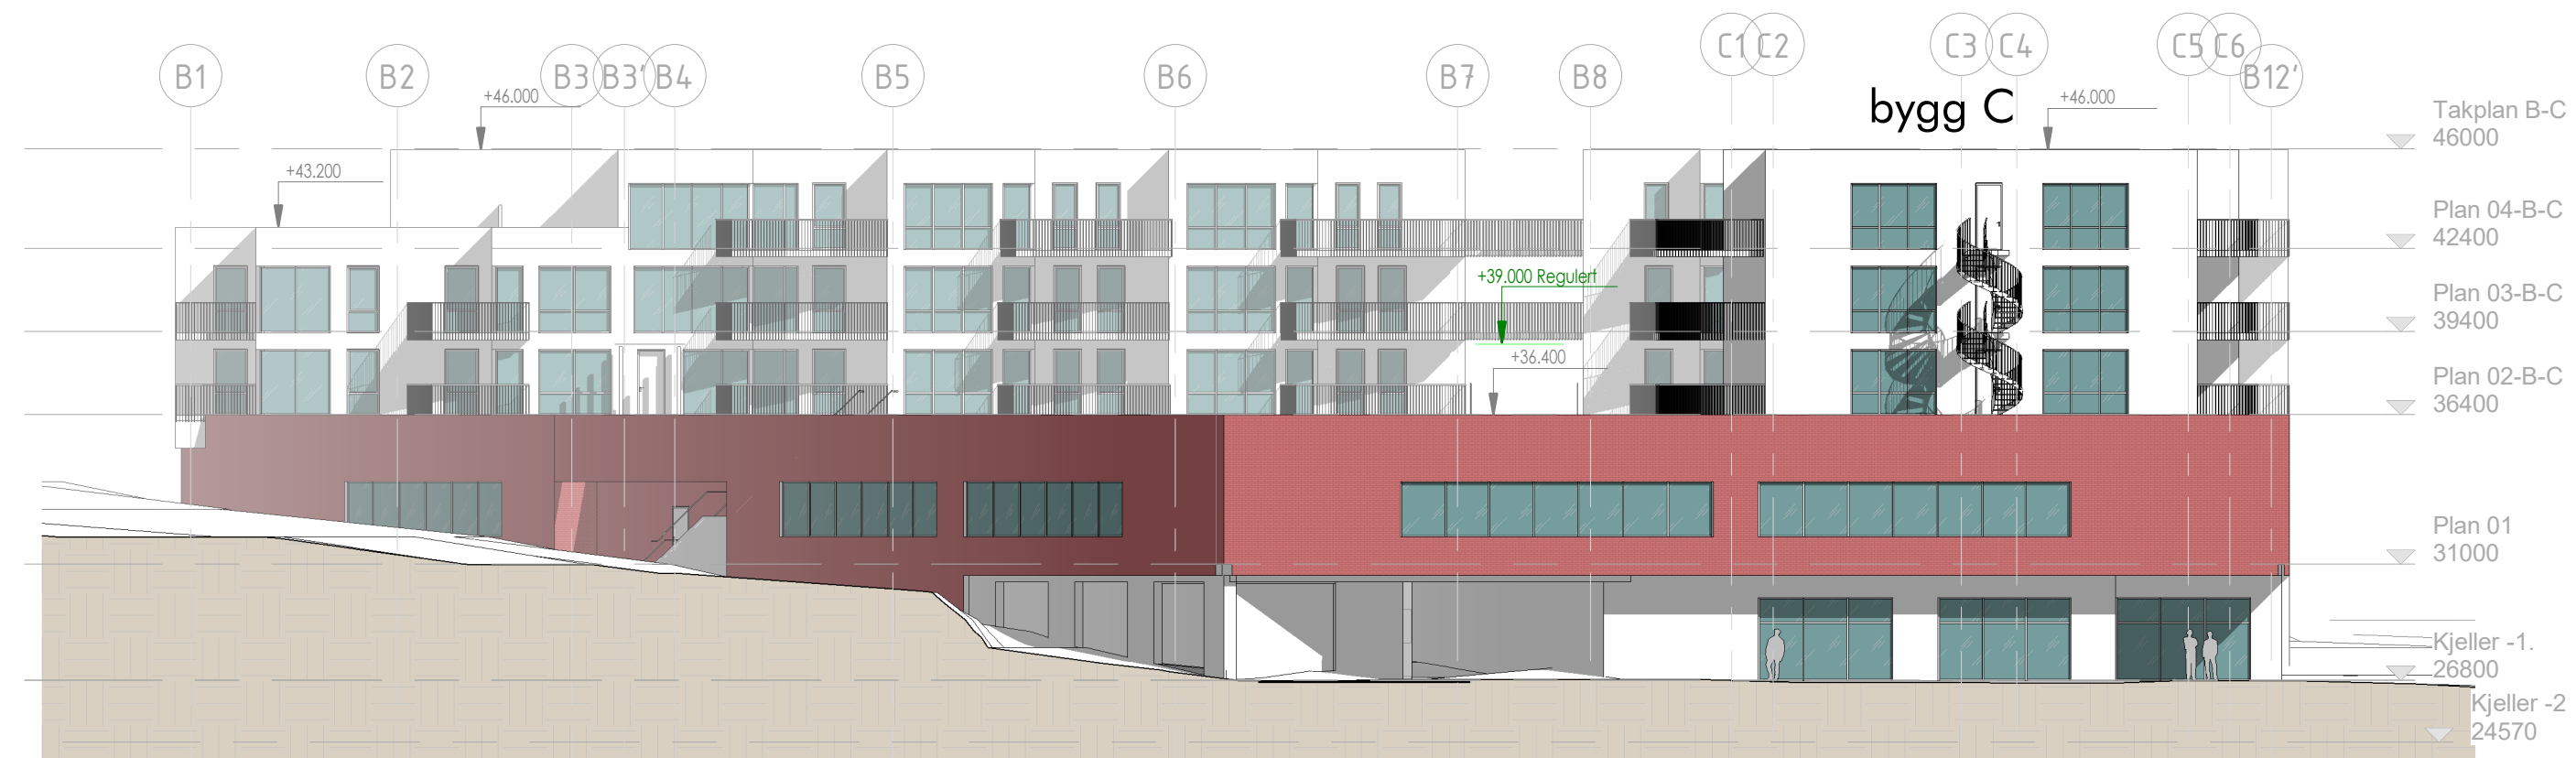 B1
B2
B3
B3'
B4
B5
B6
B7
B8
C1
C2
C3
C4
C5
C6
B12'
bygg C
+46.000
+46.000
+43.200
+39.000 Regulert
+36.400
Takplan B-C
46000
Plan 04-B-C
42400
Plan 03-B-C
39400
Plan 02-B-C
36400
Plan 01
31000
Kjeller -1.
26800
Kjeller -2
24570